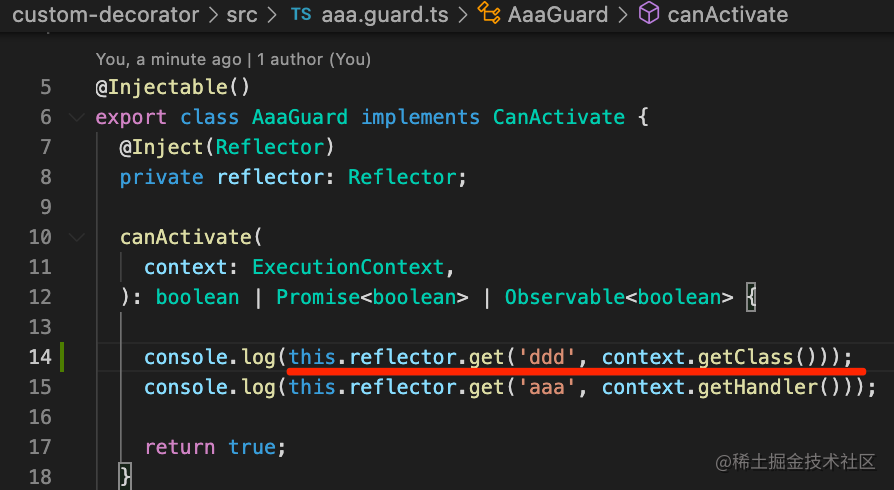 custom-decorator > src > TS aaa.guard.ts > AaaGuard > canActivate
You, a minute ago | 1 author (You)
5 @Injectable()
6 export class AaaGuard implements CanActivate {
7 @Inject(Reflector)
8 private reflector: Reflector;
9
10 canActivate(
11 context: ExecutionContext,
12 ): boolean | Promise<boolean> | Observable<boolean> {
13
14 console.log(this.reflector.get('ddd', context.getClass()));
15 console.log(this.reflector.get('aaa', context.getHandler()));
16
17 return true;
18 }
@稀土掘金技术社区